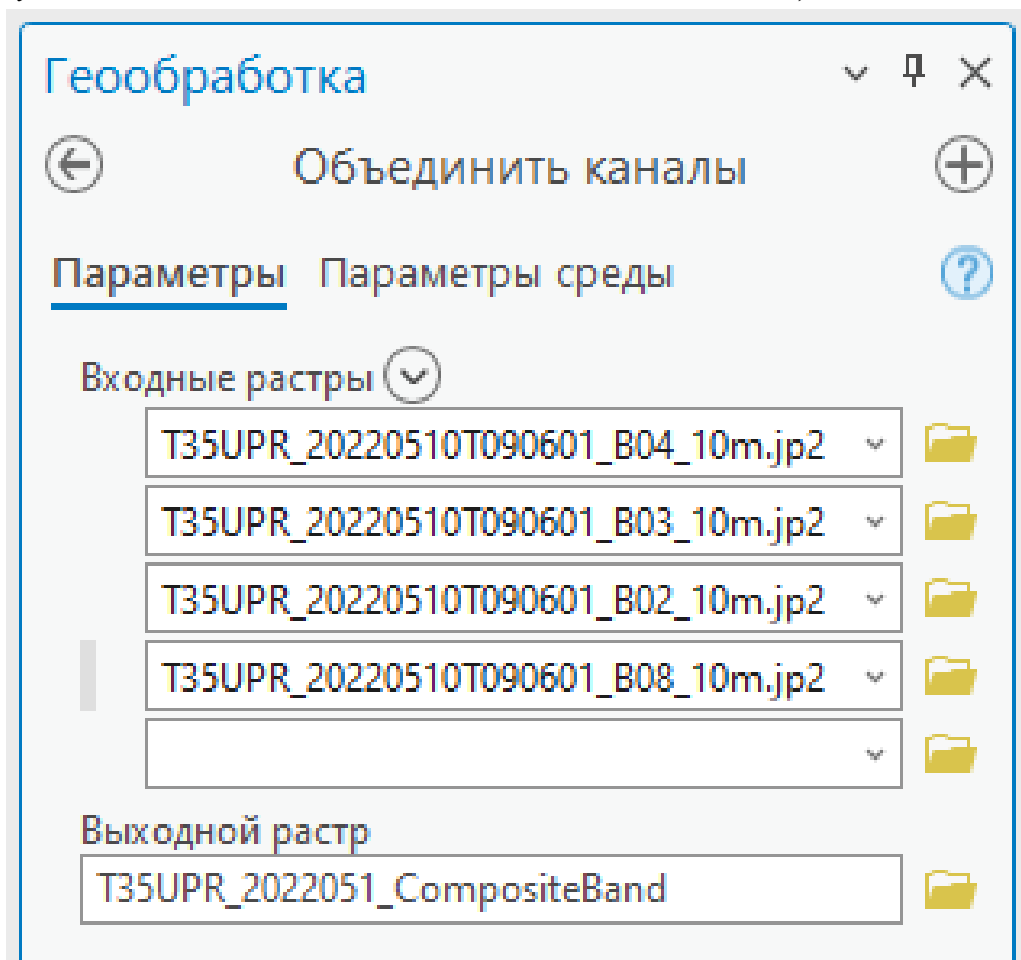 Геообработка
Объединить каналы
Параметры Параметры среды
Входные растры
T35UPR_20220510T090601_B04_10m.jp2
T35UPR_20220510T090601_B03_10m.jp2
T35UPR_20220510T090601_B02_10m.jp2
T35UPR_20220510T090601_B08_10m.jp2
Выходной растр
T35UPR_2022051_CompositeBand